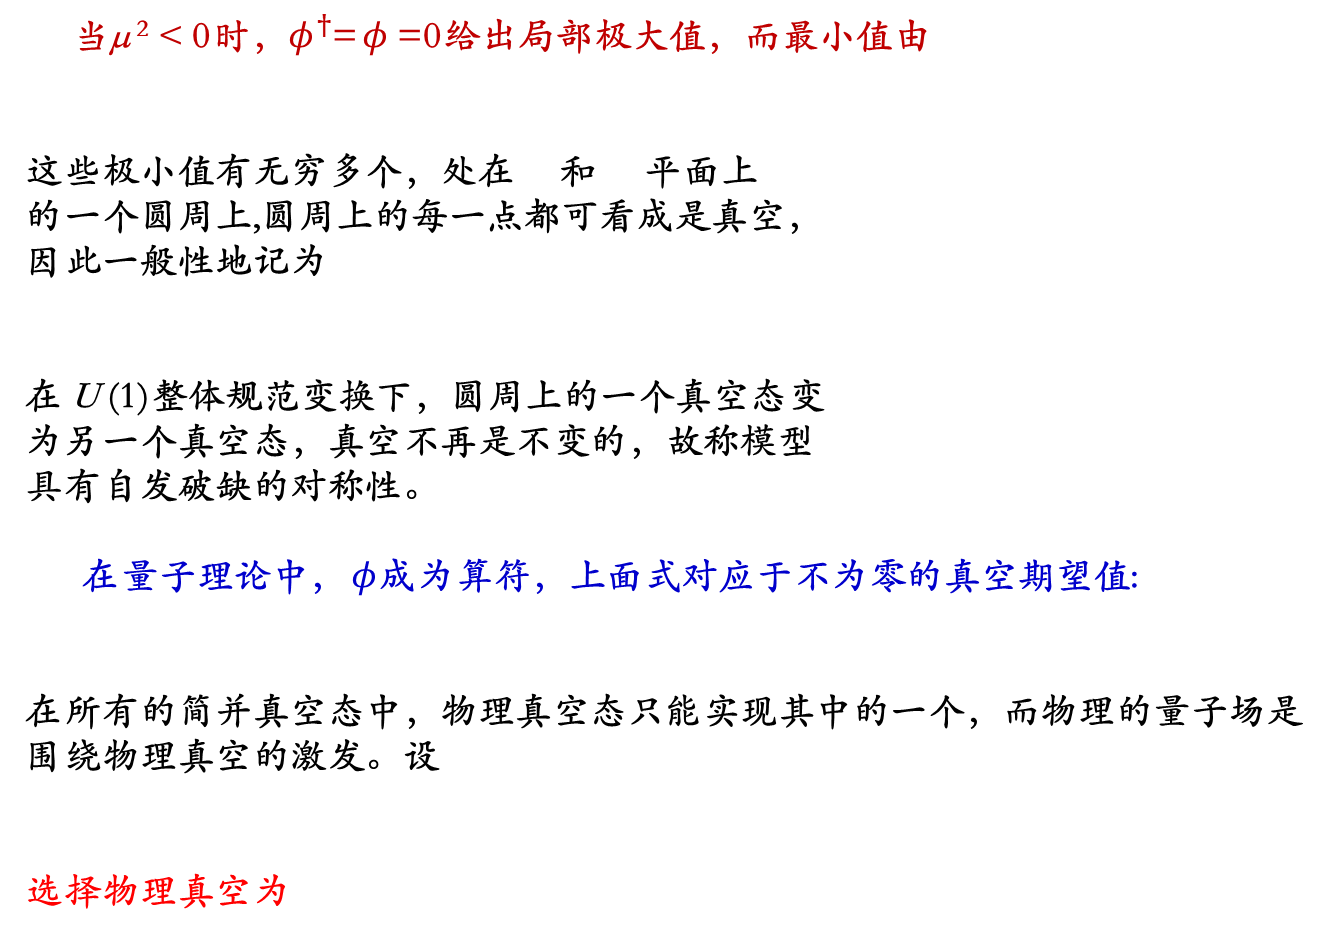 当μ² < 0时，ϕ†= ϕ =0给出局部极大值，而最小值由
这些极小值有无穷多个，处在 和 平面上
的一个圆周上,圆周上的每一点都可看成是真空，
因此一般性地记为
在 U(1)整体规范变换下，圆周上的一个真空态变
为另一个真空态，真空不再是不变的，故称模型
具有自发破缺的对称性。
在量子理论中，ϕ成为算符，上面式对应于不为零的真空期望值:
在所有的简并真空态中，物理真空态只能实现其中的一个，而物理的量子场是
围绕物理真空的激发。设
选择物理真空为